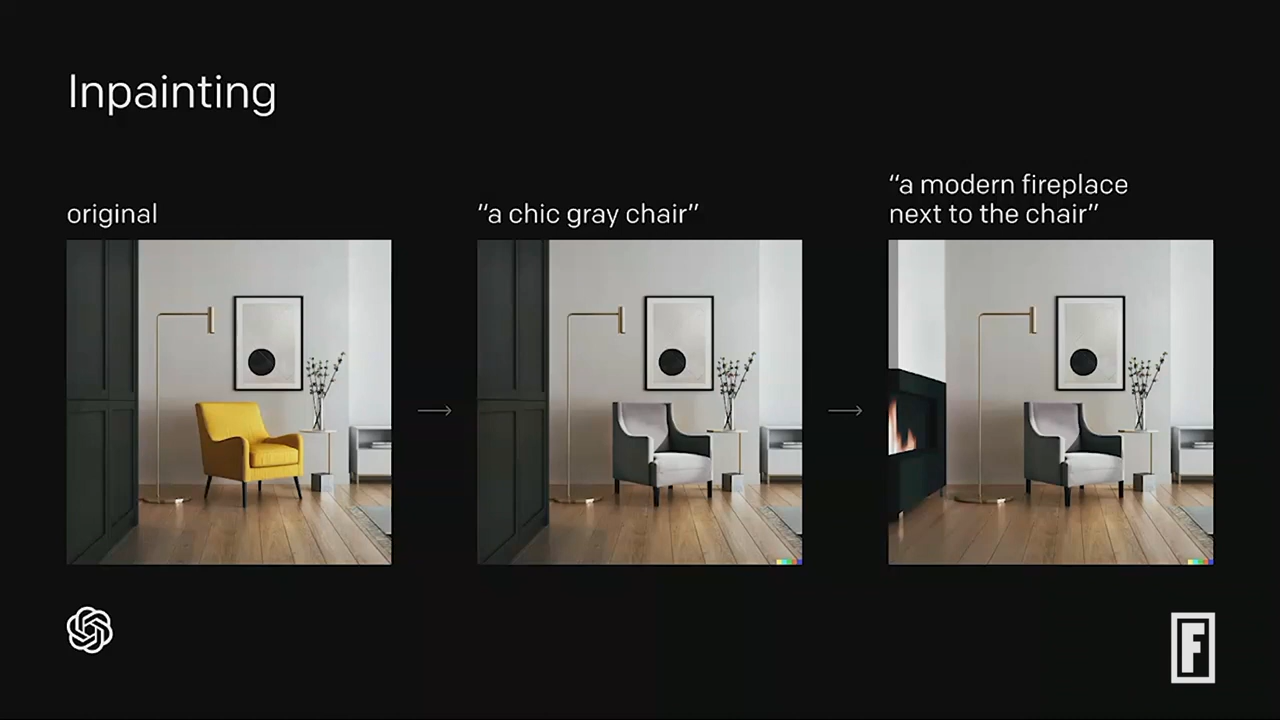 Inpainting
original
“a chic gray chair”
“a modern fireplace
next to the chair”
F